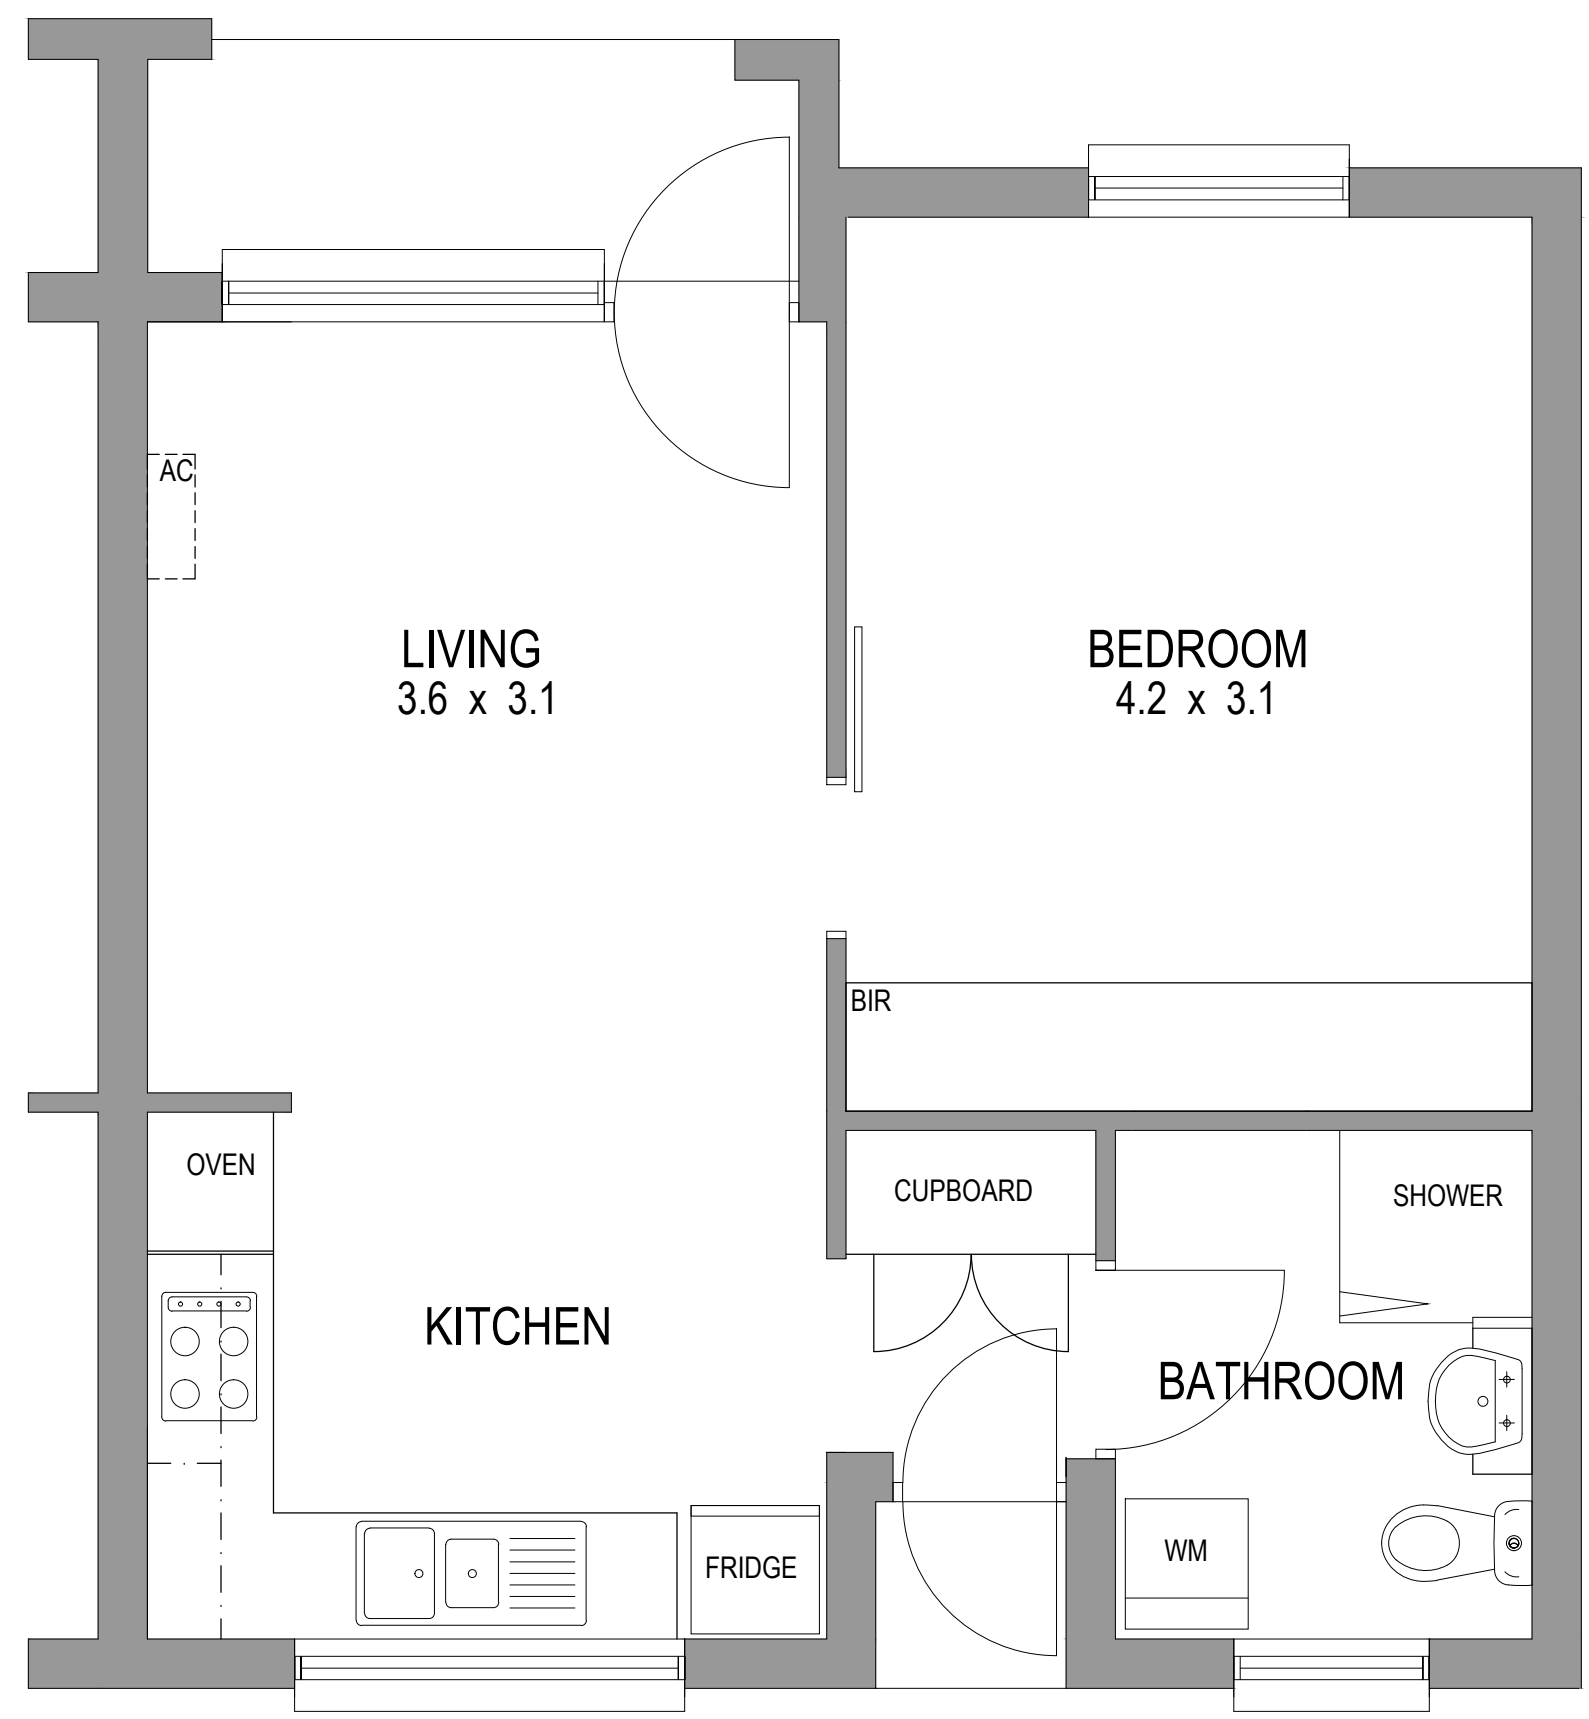 AC
LIVING
3.6 x 3.1
BEDROOM
4.2 x 3.1
BIR
OVEN
CUPBOARD
SHOWER
KITCHEN
BATHROOM
FRIDGE
WM